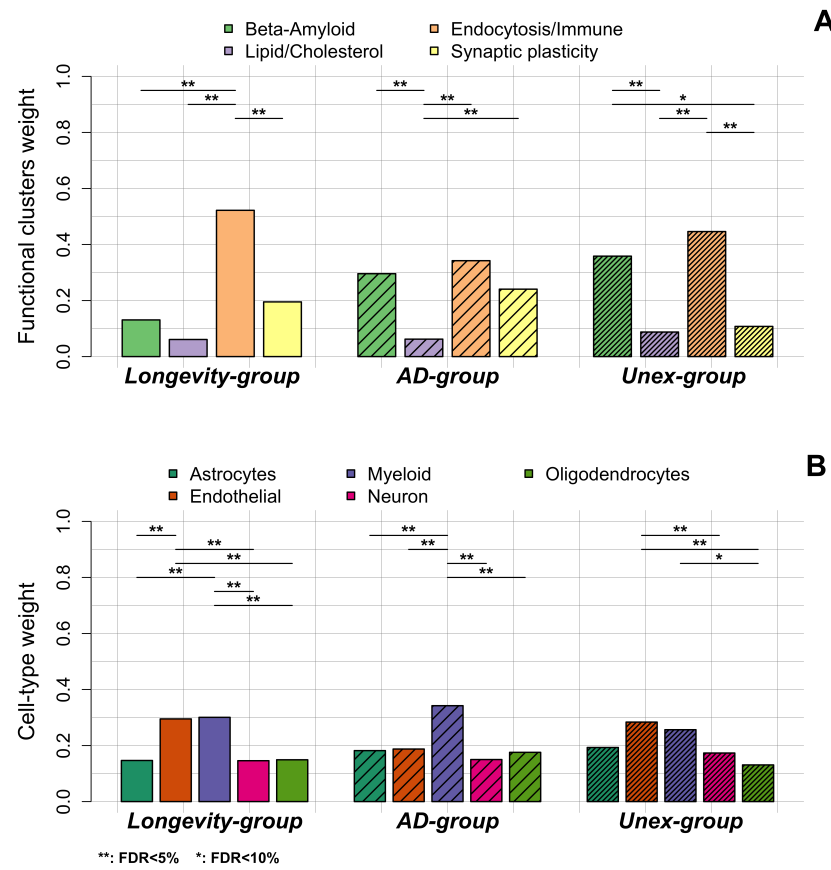 A
Beta-Amyloid Endocytosis/Immune
Lipid/Cholesterol Synaptic plasticity
Functional clusters weight
1.0
0.8
0.6
0.4
0.2
0.0
** ** **
** ** *
** ** **
**
Longevity-group AD-group Unex-group
B
Astrocytes Myeloid Oligodendrocytes
Endothelial Neuron
Cell-type weight
1.0
0.8
0.6
0.4
0.2
0.0
** ** **
** ** **
** ** *
** **
**
**
Longevity-group AD-group Unex-group
**: FDR<5% *: FDR<10%